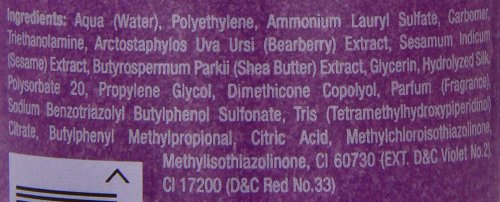 Ingredients: Aqua (Water), Polyethylene, Ammonium Lauryl Sulfate, Carbomer,
Triethanolamine, Arctostaphylos Uva Ursi (Bearberry) Extract, Sesamum Indicum
(Sesame) Extract, Butyrospermum Parkii (Shea Butter) Extract, Glycerin, Hydrolyzed Silk,
Polysorbate 20, Propylene Glycol, Dimethicone Copolyol, Parfum (Fragrance),
Sodium Benzotriazolyl Butylphenol Sulfonate, Tris (Tetramethylhydroxypiperidinol)
Citrate, Butylphenyl Methylpropional, Citric Acid, Methylchloroisothiazolinone
Methylisothiazolinone, CI 60730 (EXT. D&C Violet No.2)
CI 17200 (D&C Red No.33)